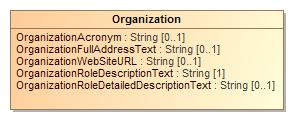 Organization
OrganizationAcronym : String [0..1]
OrganizationFullAddressText : String [0..1]
OrganizationWebSiteURL : String [0..1]
OrganizationRoleDescriptionText : String [1]
OrganizationRoleDetailedDescriptionText : String [0..1]